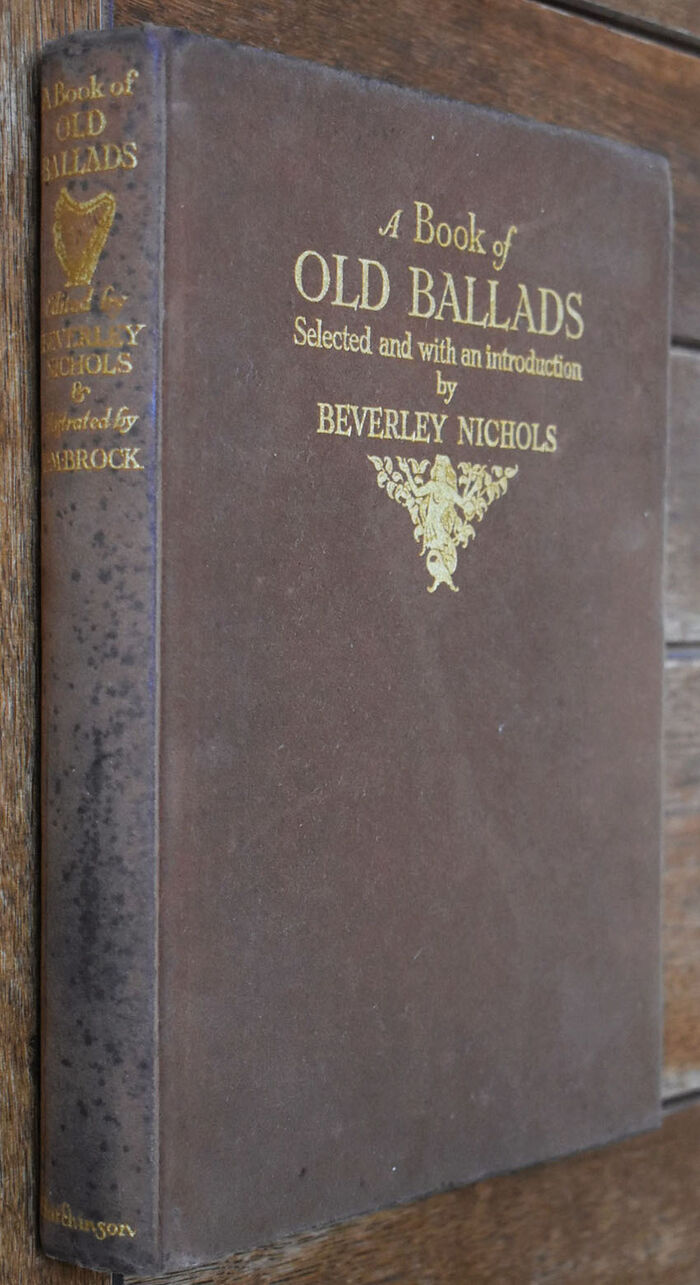 A Book of
OLD
BALLADS
Edited by
BEVERLEY
NICHOLS
&
Illustrated by
H.M.BROCK
Hutchinson
A Book of
OLD BALLADS
Selected and with an introduction
by
BEVERLEY NICHOLS